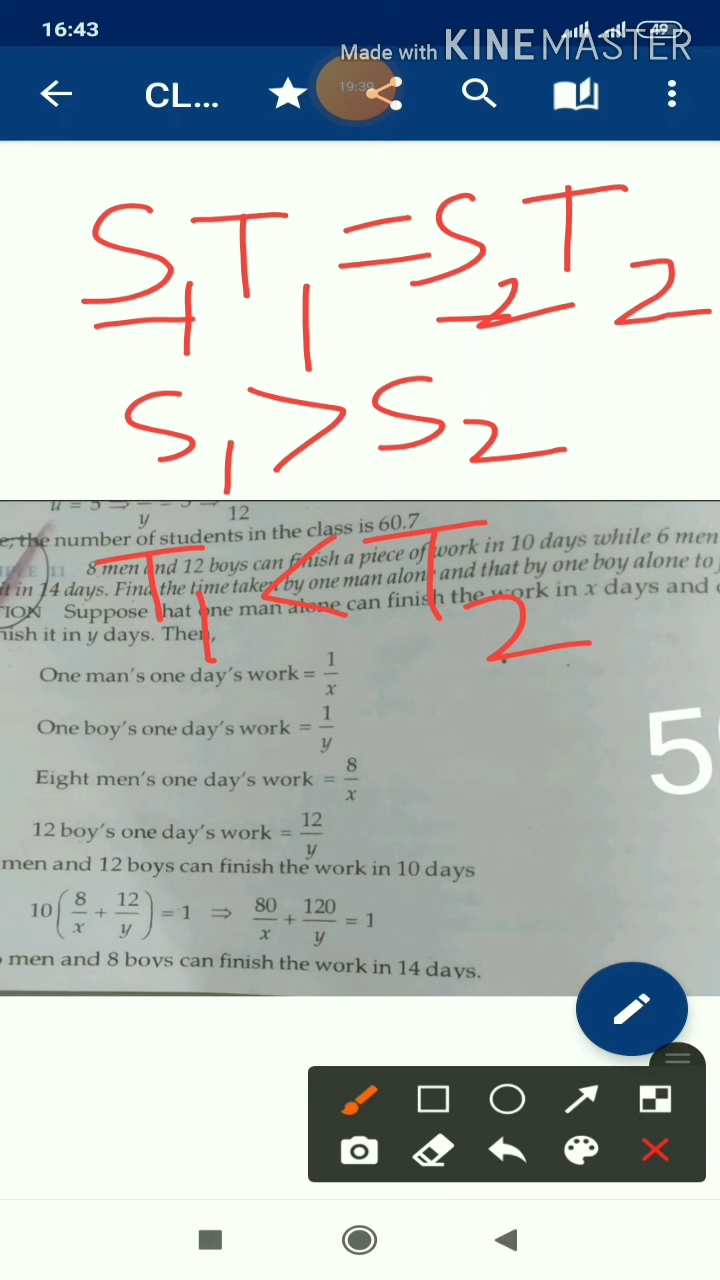 16:43
49
Made with KINEMASTER
CL...
19:39
S₁T₁ = S₂T₂
S₁ > S₂
y 12
the number of students in the class is 60.7
8 men and 12 boys can finish a piece of work in 10 days while 6 men
it in 14 days. Find the time taken by one man alone and that by one boy alone to
TION Suppose that one man alone can finish the work in x days and
nish it in y days. Then,
T₁ < T₂
One man's one day's work = 1/x
One boy's one day's work = 1/y
Eight men's one day's work = 8/x
12 boy's one day's work = 12/y
men and 12 boys can finish the work in 10 days
10(8/x + 12/y) = 1 ⇒ 80/x + 120/y = 1
men and 8 boys can finish the work in 14 days.